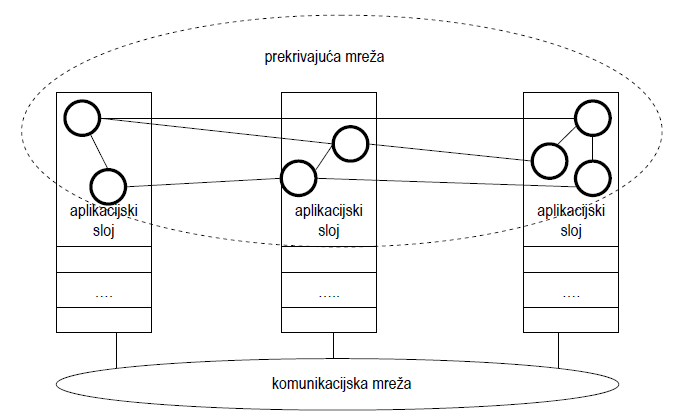 prekrivajuća mreža
aplikacijski
sloj
aplikacijski
sloj
aplikacijski
sloj
....
.....
....
komunikacijska mreža